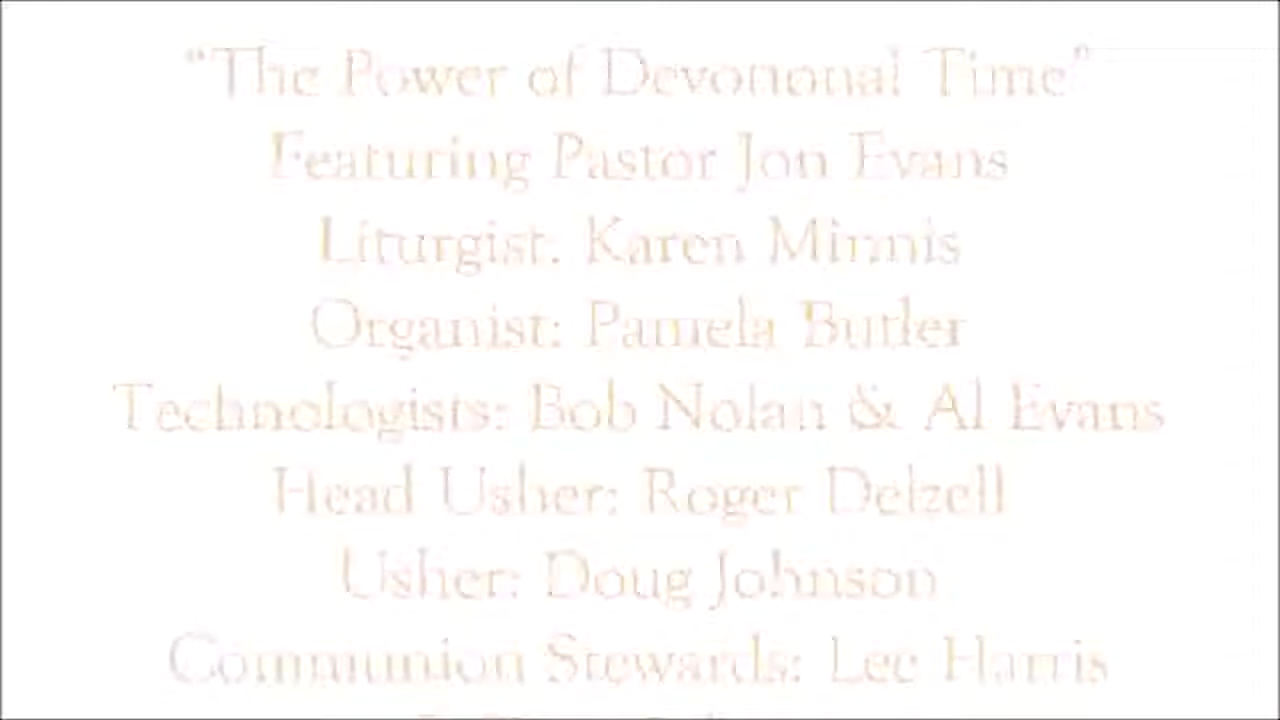 “The Power of Devotional Time”
Featuring Pastor Jon Evans
Liturgist: Karen Minnis
Organist: Pamela Butler
Technologists: Bob Nolan & Al Evans
Head Usher: Roger Delzell
Usher: Doug Johnson
Communion Stewards: Lee Harris